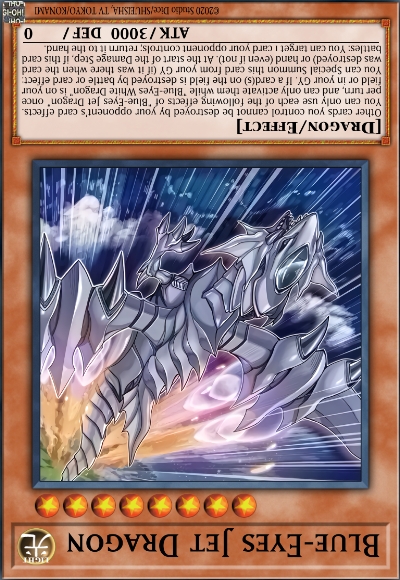 Blue-Eyes Jet Dragon
LIGHT
光
[Dragon/Effect]
Other cards you control cannot be destroyed by your opponent's card effects.
You can only use each of the following effects of "Blue-Eyes Jet Dragon" once
per turn, and can only activate them while "Blue-Eyes White Dragon" is on your
field or in your GY. If a card(s) on the field is destroyed by battle or card effect:
You can Special Summon this card from your GY (if it was there when the card
was destroyed) or hand (even if not). At the start of the Damage Step, if this card
battles: You can target 1 card your opponent controls; return it to the hand.
ATK / 3000 DEF / 0
©2020 Studio Dice/SHUEISHA, TV TOKYO/KONAMI